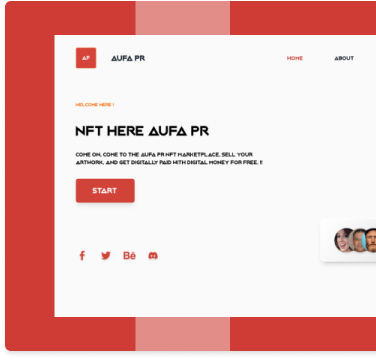 AF
AUFA PR
HOME
ABOUT
WELCOME HERE !
NFT HERE AUFA PR
COME ON, COME TO THE AUFA PR NFT MARKETPLACE, SELL YOUR
ARTWORK, AND GET DIGITALLY PAID WITH DIGITAL MONEY FOR FREE. !!
START
Bē